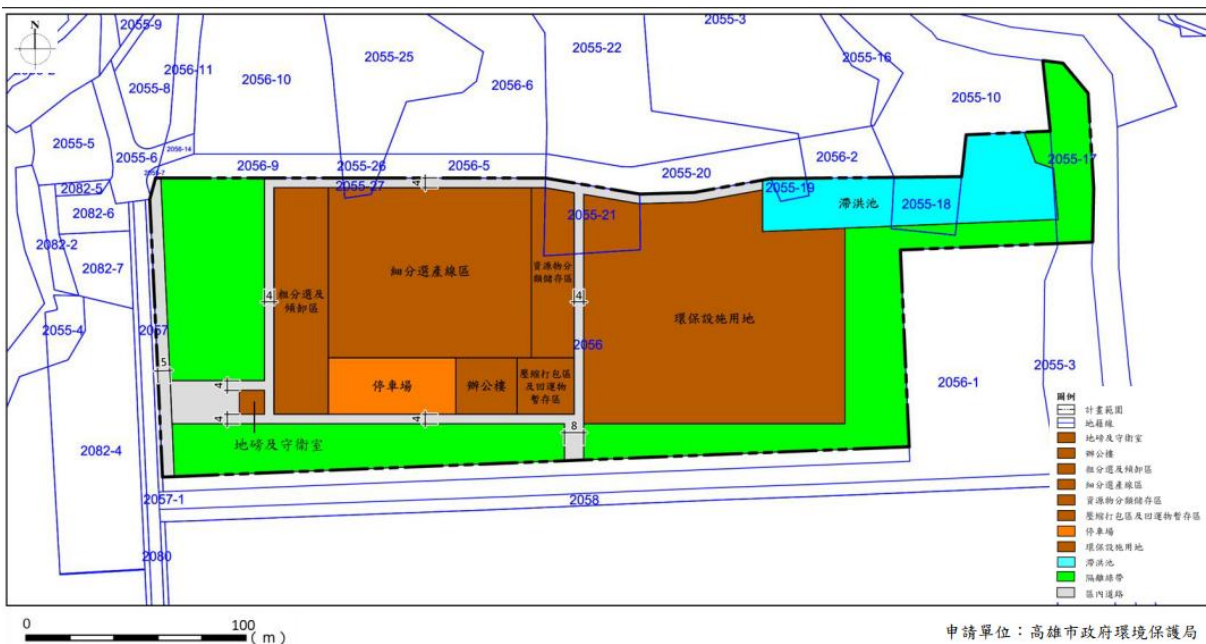 N
2055-9
2056-11
2055-8
2056-10
2055-25
2056-6
2055-22
2055-3
2055-16
2055-10
2055-5
2055-6
2056-14
2056-9
2055-26
2056-5
2055-20
2056-2
2055-17
2055-27
2055-19
2055-18
滯洪池
2055-21
2082-5
2082-6
2082-2
2082-7
2055-4
2057
2082-4
2057-1
2080
2058
2056
2056-1
2055-3
4
4
4
5
4
4
4
8
粗分選及
傾卸區
細分選產線區
資源物分
類儲存區
環保設施用地
停車場
辦公樓
壓縮打包區
及回運物
暫存區
地磅及守衛室
圖例
計畫範圍
地籍線
地磅及守衛室
辦公樓
粗分選及傾卸區
細分選產線區
資源物分類儲存區
壓縮打包區及回運物暫存區
停車場
環保設施用地
滯洪池
隔離綠帶
區內道路
0 100
(m)
申請單位：高雄市政府環境保護局